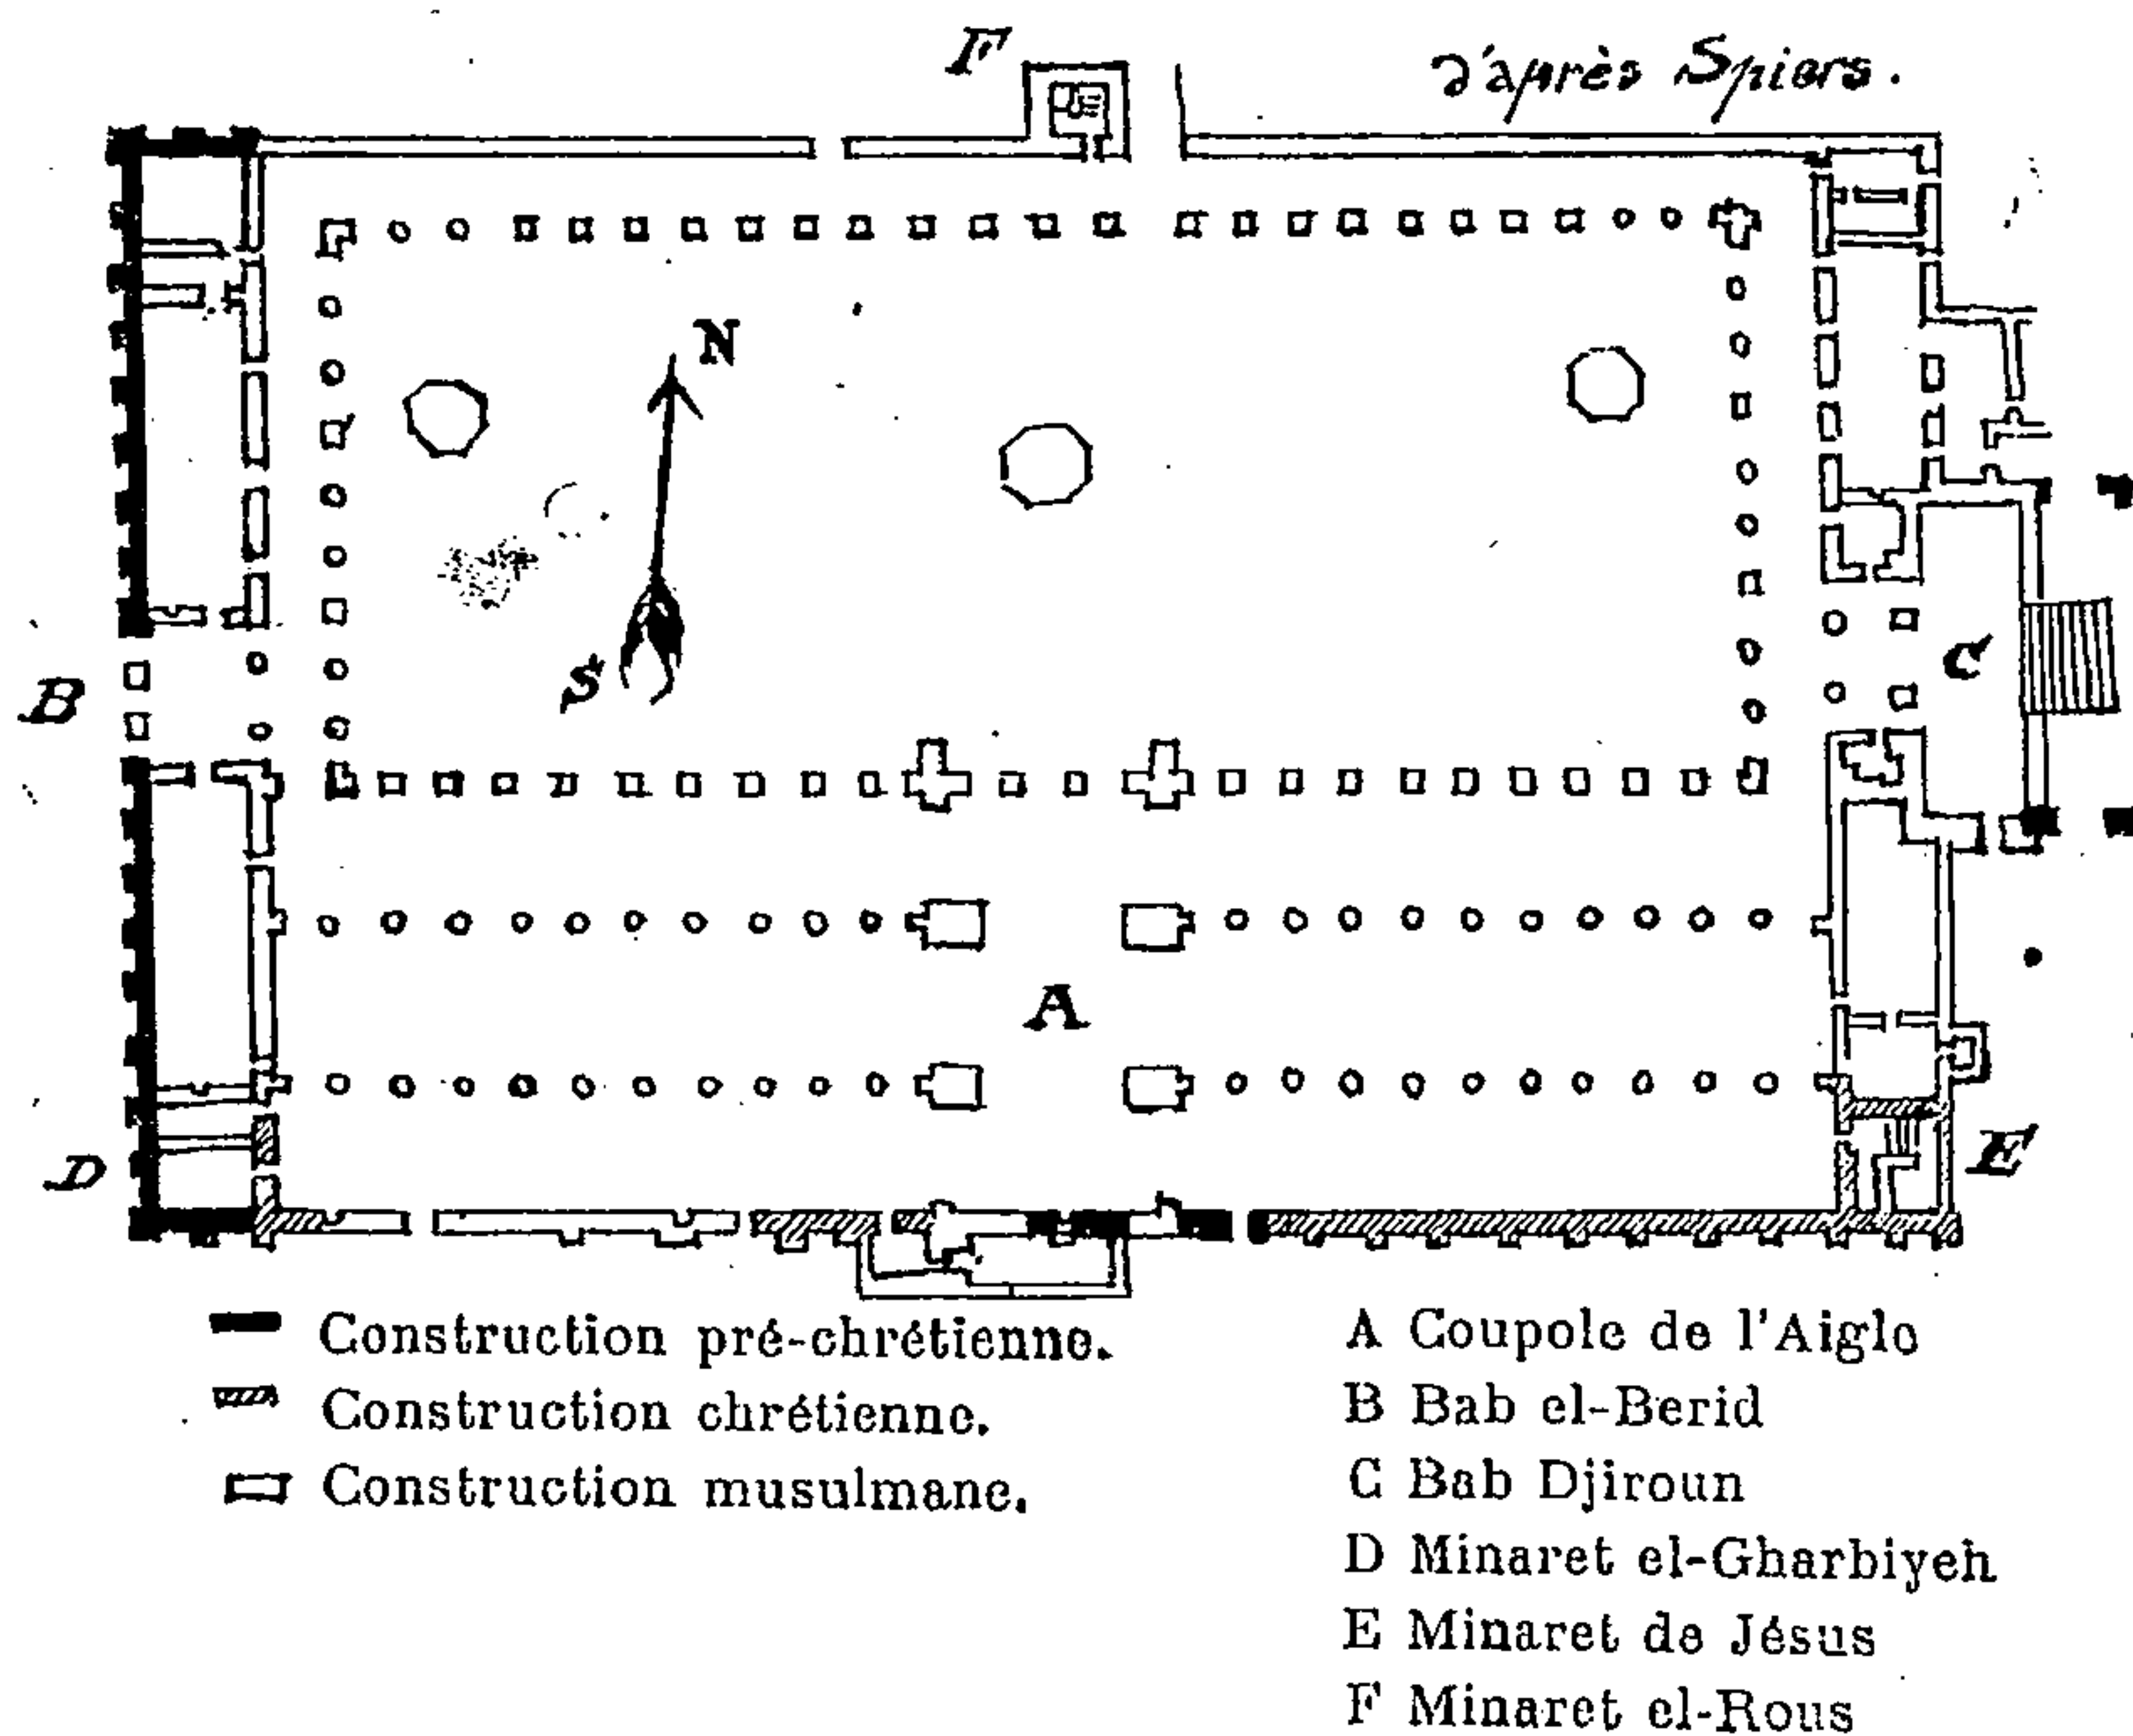 F
d'après Spiers.
N
S
B
C
A
D
E
Construction pré-chrétienne.
Construction chrétienne.
Construction musulmane.
A Coupole de l'Aigle
B Bab el-Berid
C Bab Djiroun
D Minaret el-Gharbiyeh
E Minaret de Jésus
F Minaret el-Rous